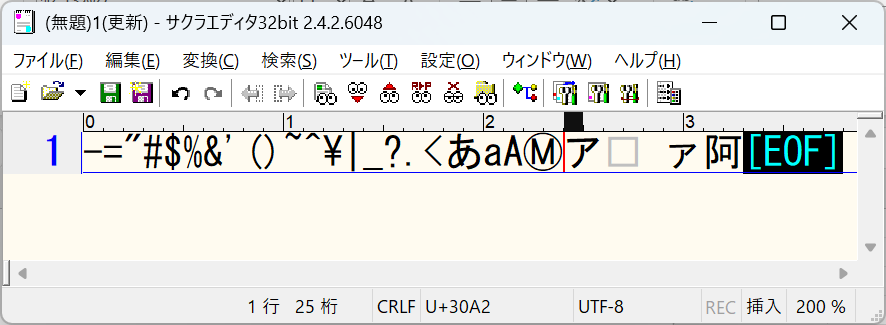 (無題)1(更新) - サクラエディタ32bit 2.4.2.6048
ファイル(F) 編集(E) 変換(C) 検索(S) ツール(T) 設定(O) ウィンドウ(W) ヘルプ(H)
0 1 2 3
1 -="#$%&'()~^¥|_?.<あaAⓂア□ ァ阿[EOF]
1 行 25 桁 CRLF U+30A2 UTF-8 REC 挿入 200 %